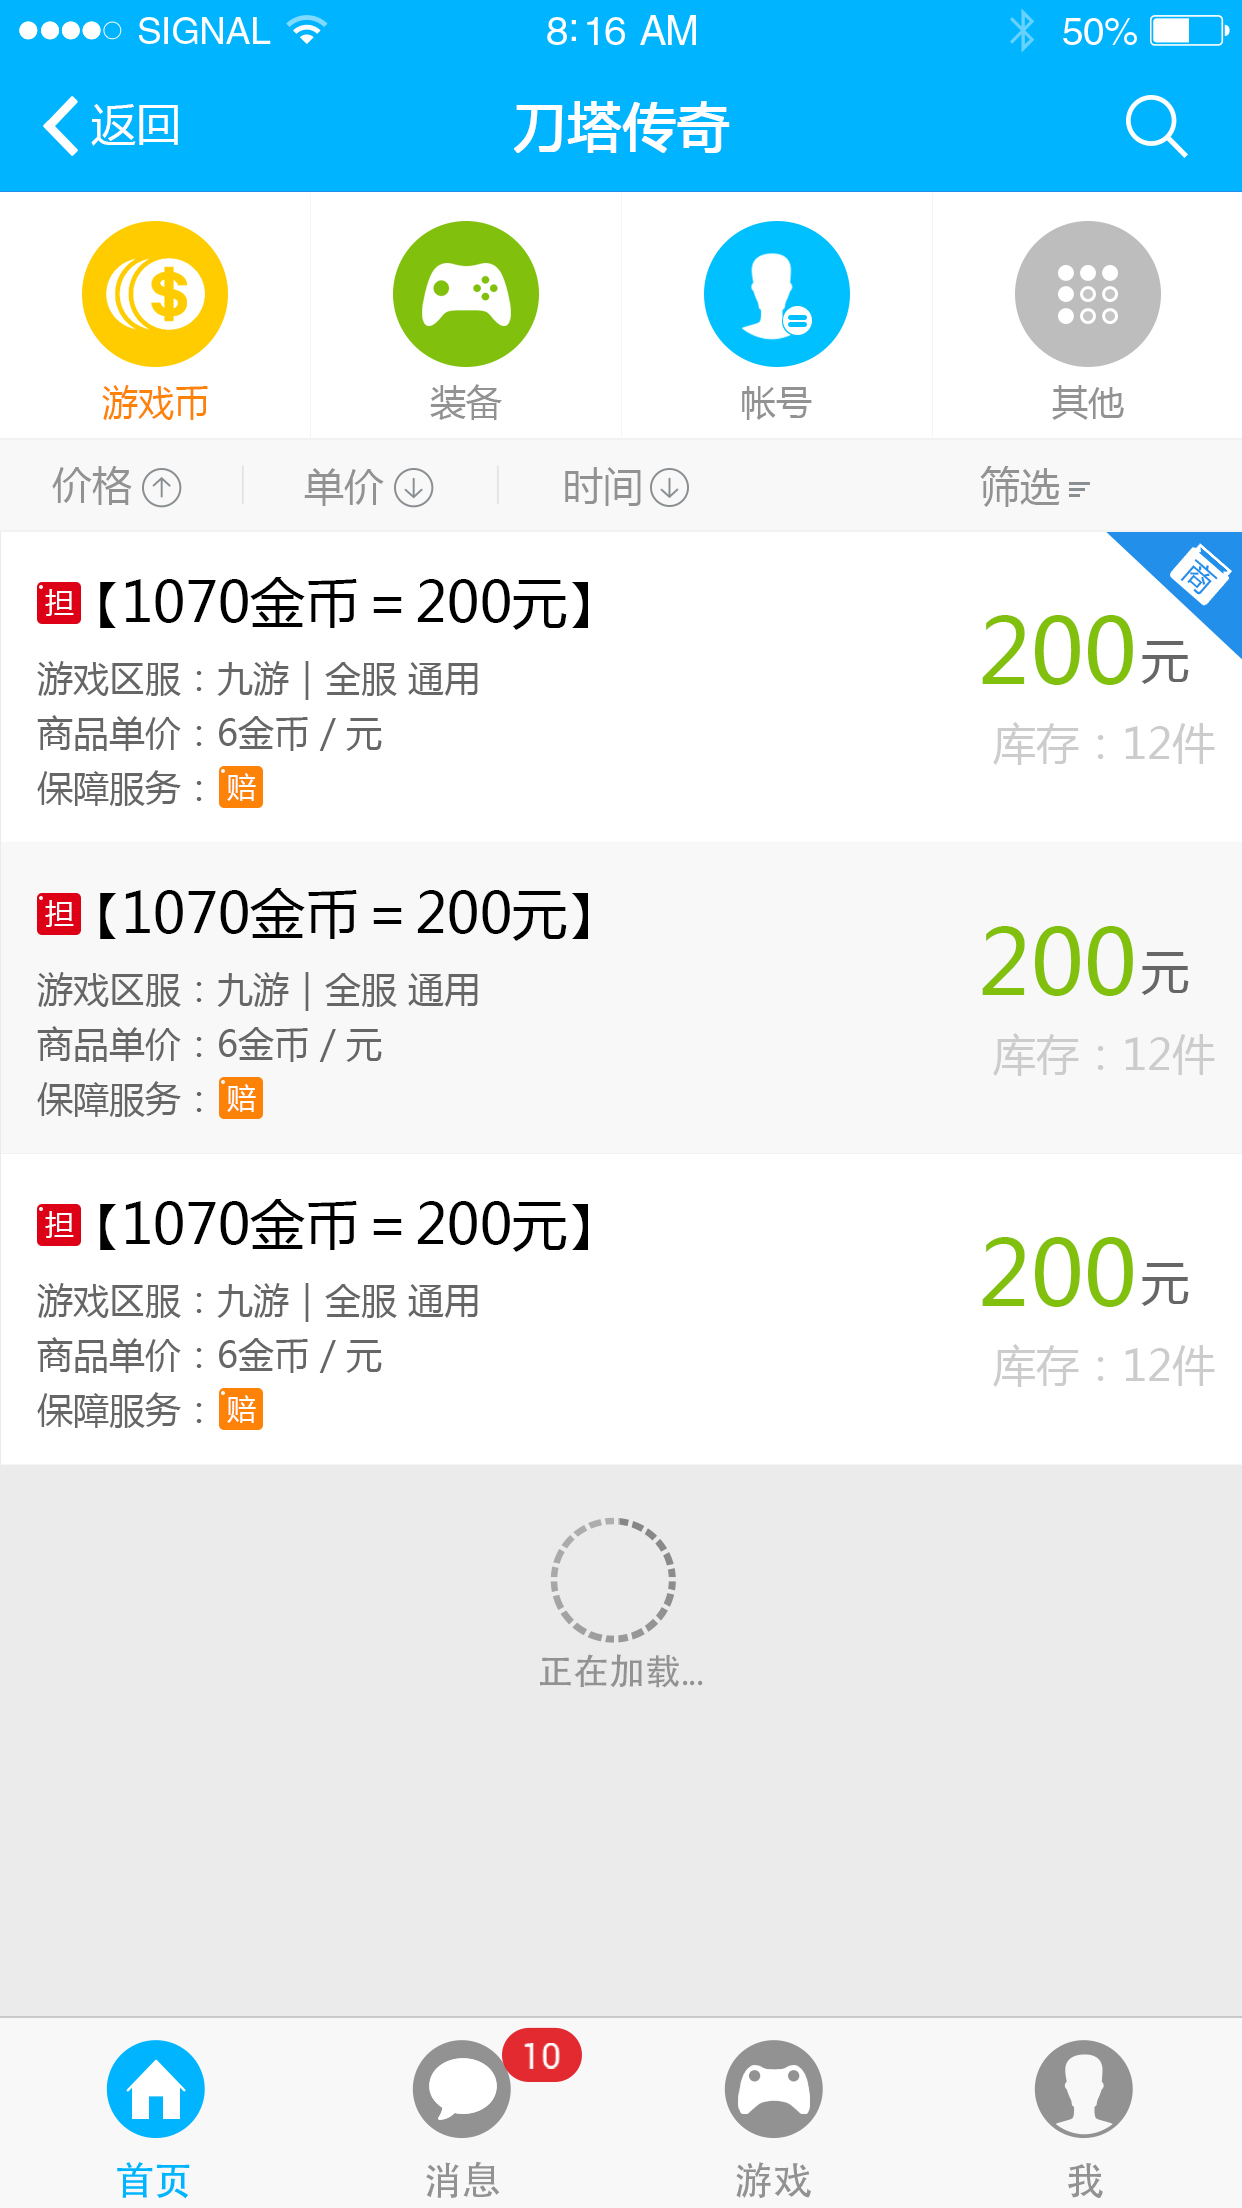 SIGNAL 8:16 AM 50%
返回 刀塔传奇
游戏币 装备 帐号 其他
价格 单价 时间 筛选
商
担【1070金币 = 200元】
200元
游戏区服：九游 | 全服 通用
商品单价：6金币 / 元
库存：12件
保障服务：赔
担【1070金币 = 200元】
200元
游戏区服：九游 | 全服 通用
商品单价：6金币 / 元
库存：12件
保障服务：赔
担【1070金币 = 200元】
200元
游戏区服：九游 | 全服 通用
商品单价：6金币 / 元
库存：12件
保障服务：赔
正在加载...
10
首页 消息 游戏 我